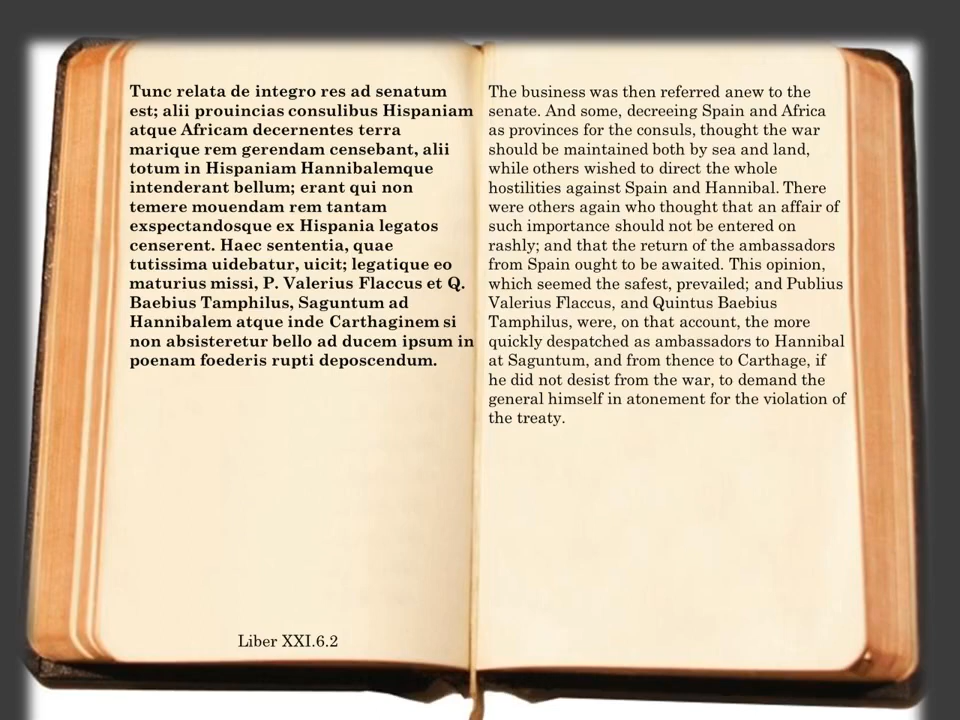 Tunc relata de integro res ad senatum
est; alii prouincias consulibus Hispaniam
atque Africam decernentes terra
marique rem gerendam censebant, alii
totum in Hispaniam Hannibalemque
intenderant bellum; erant qui non
temere mouendam rem tantam
exspectandosque ex Hispania legatos
censerent. Haec sententia, quae
tutissima uidebatur, uicit; legatique eo
maturius missi, P. Valerius Flaccus et Q.
Baebius Tamphilus, Saguntum ad
Hannibalem atque inde Carthaginem si
non absisteretur bello ad ducem ipsum in
poenam foederis rupti deposcendum.
Liber XXI.6.2
The business was then referred anew to the
senate. And some, decreeing Spain and Africa
as provinces for the consuls, thought the war
should be maintained both by sea and land,
while others wished to direct the whole
hostilities against Spain and Hannibal. There
were others again who thought that an affair of
such importance should not be entered on
rashly; and that the return of the ambassadors
from Spain ought to be awaited. This opinion,
which seemed the safest, prevailed; and Publius
Valerius Flaccus, and Quintus Baebius
Tamphilus, were, on that account, the more
quickly despatched as ambassadors to Hannibal
at Saguntum, and from thence to Carthage, if
he did not desist from the war, to demand the
general himself in atonement for the violation of
the treaty.